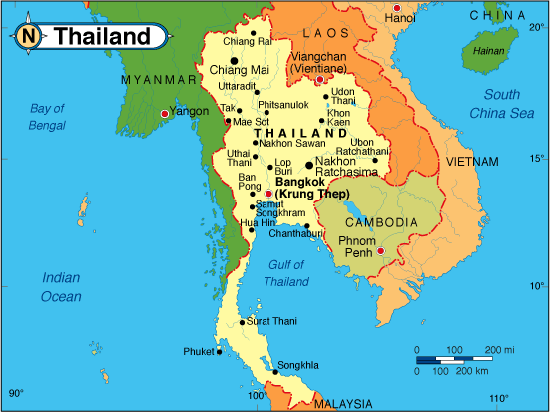 N
Thailand
Hanoi
CHINA
20°
20°
LAOS
Hainan
Chiang Rai
Viangchan
(Vientiane)
Chiang Mai
MYANMAR
Uttaradit
Udon
Thani
South
China Sea
Bay of
Bengal
Yangon
Tak
Phitsanulok
Khon
Kaen
Mae Sot
THAILAND
Nakhon Sawan
Ubon
Ratchathani
15°
15°
VIETNAM
Uthai
Thani
Lop
Buri
Nakhon
Ratchasima
Ban
Pong
Bangkok
(Krung Thep)
Samut
Songkhram
Hua Hin
CAMBODIA
Chanthaburi
Phnom
Penh
Indian
Ocean
Gulf of
Thailand
10°
10°
Surat Thani
Phuket
Songkhla
0 100 200 mi
0 100 200 km
90°
100
MALAYSIA
110°